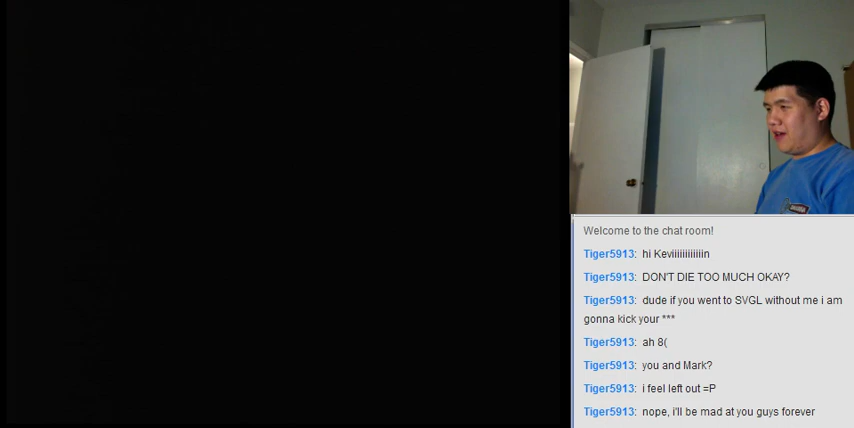 Welcome to the chat room!
Tiger5913: hi Keviiiiiiiiiiiin
DON'T DIE TOO MUCH OKAY?
Tiger5913: dude if you went to SVGL without me i am
gonna kick your ***
Tiger5913: ah 8(
Tiger5913: you and Mark?
Tiger5913: i feel left out =P
Tiger5913: nope, i'll be mad at you guys forever